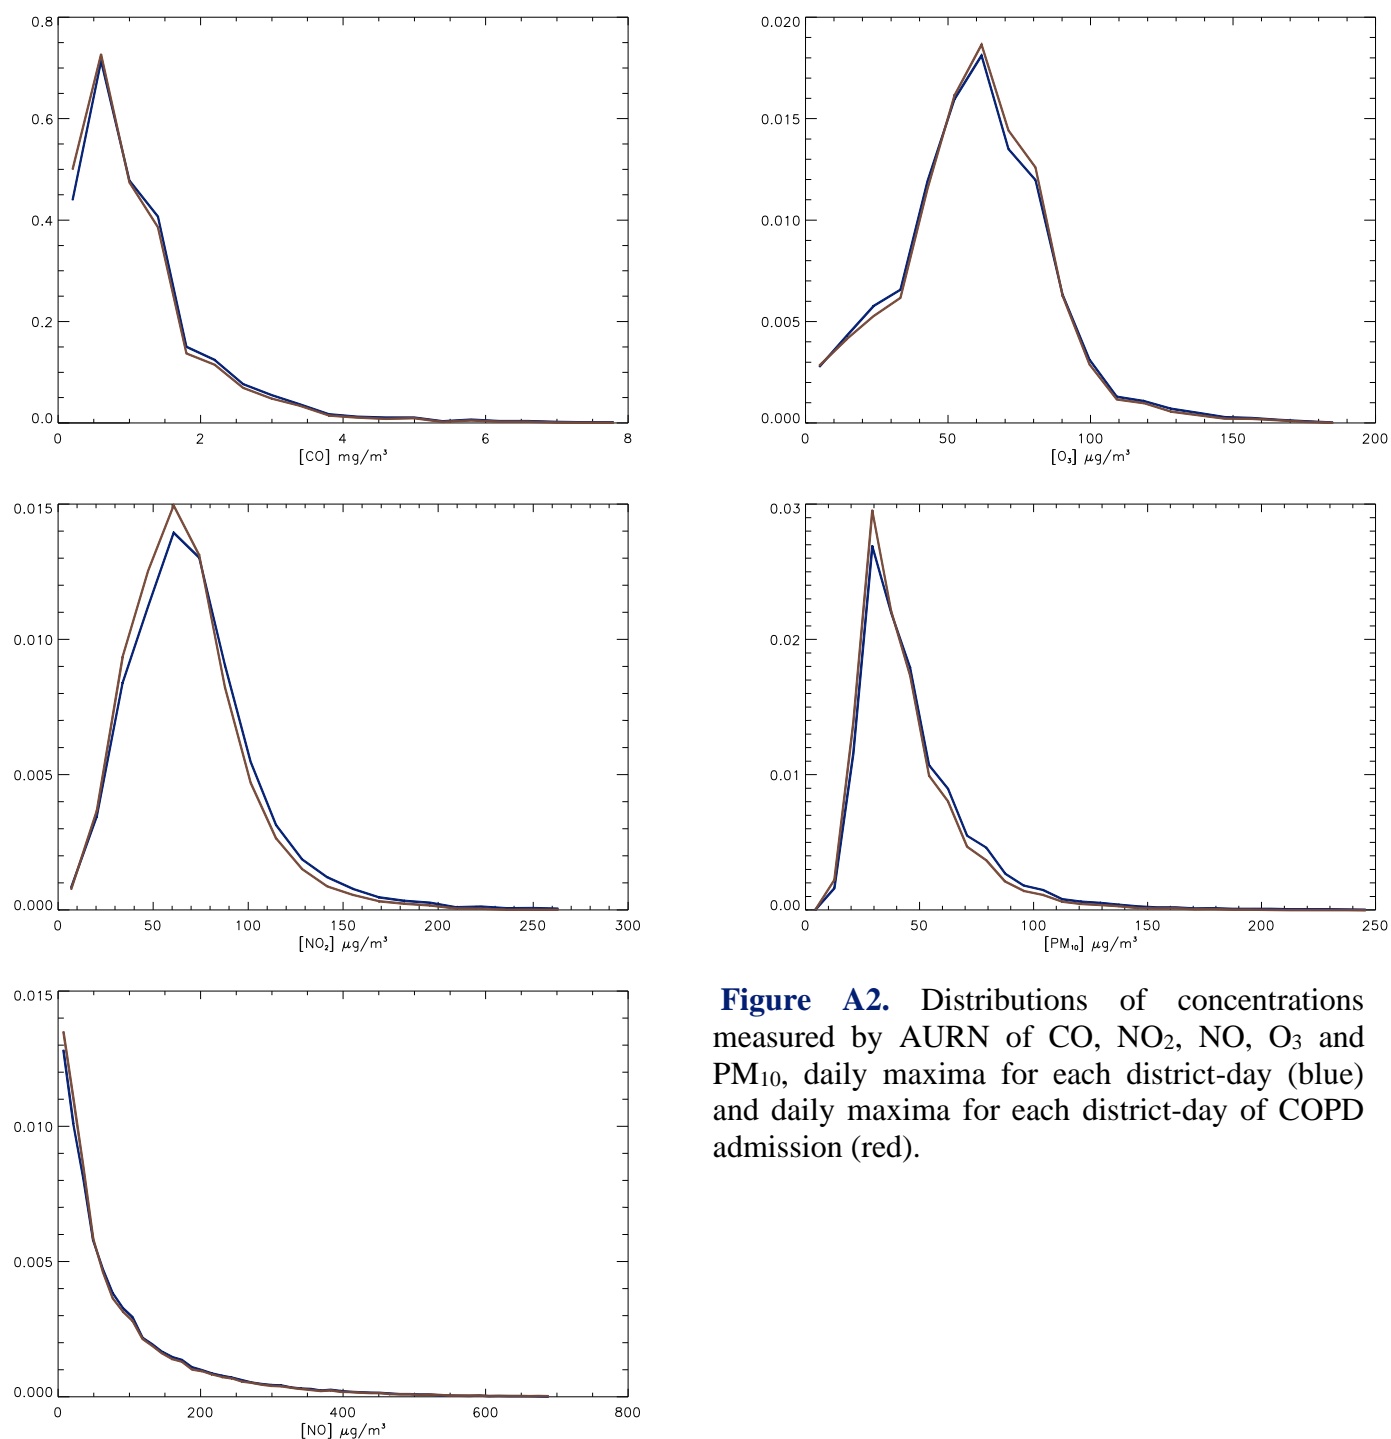 0.8
0.6
0.4
0.2
0.0
0 2 4 6 8
[CO] mg/m³
0.020
0.015
0.010
0.005
0.000
0 50 100 150 200
[O₃] μg/m³
0.015
0.010
0.005
0.000
0 50 100 150 200 250 300
[NO₂] μg/m³
0.03
0.02
0.01
0.00
0 50 100 150 200 250
[PM₁₀] μg/m³
0.015
0.010
0.005
0.000
0 200 400 600 800
[NO] μg/m³
Figure A2. Distributions of concentrations
measured by AURN of CO, NO₂, NO, O₃ and
PM₁₀, daily maxima for each district-day (blue)
and daily maxima for each district-day of COPD
admission (red).